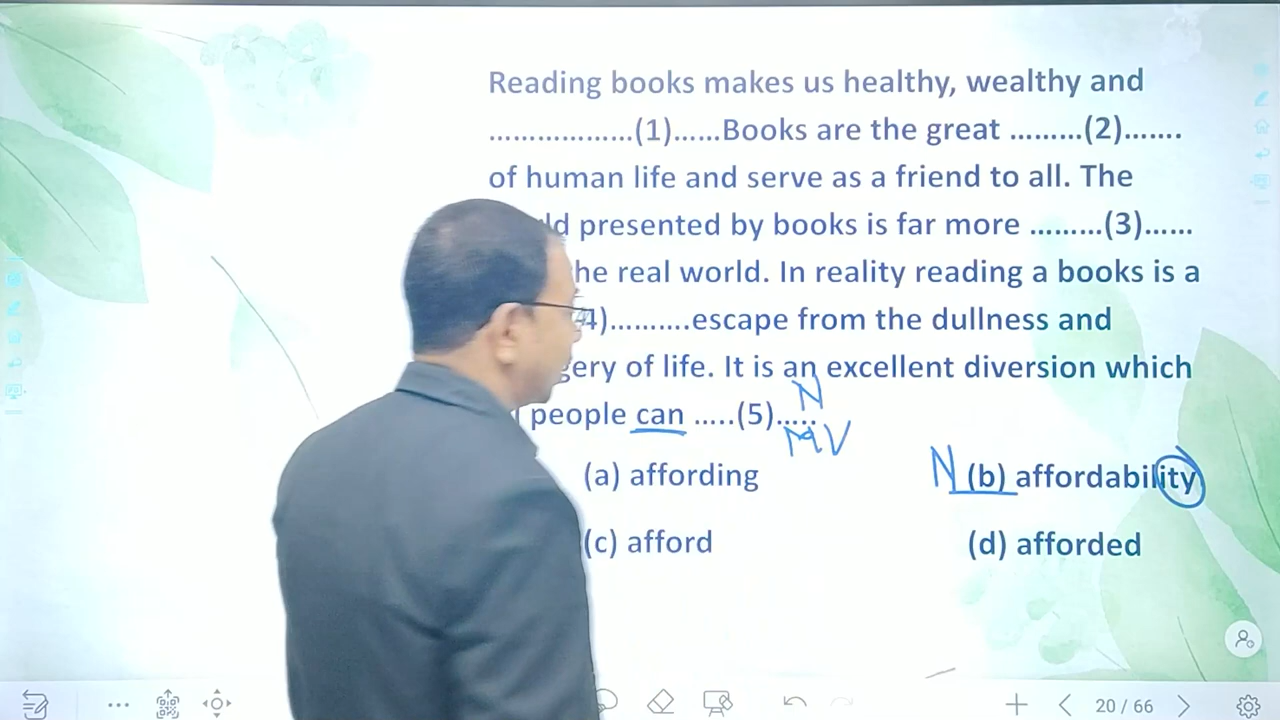 Reading books makes us healthy, wealthy and
………………(1)……Books are the great ………(2)…….
of human life and serve as a friend to all. The
presented by books is far more ………(3)……
the real world. In reality reading a books is a
4)……….escape from the dullness and
of life. It is an excellent diversion which
people can …..(5)…..
N
MV
(a) affording
N (b) affordability
(c) afford
(d) afforded
20 / 66